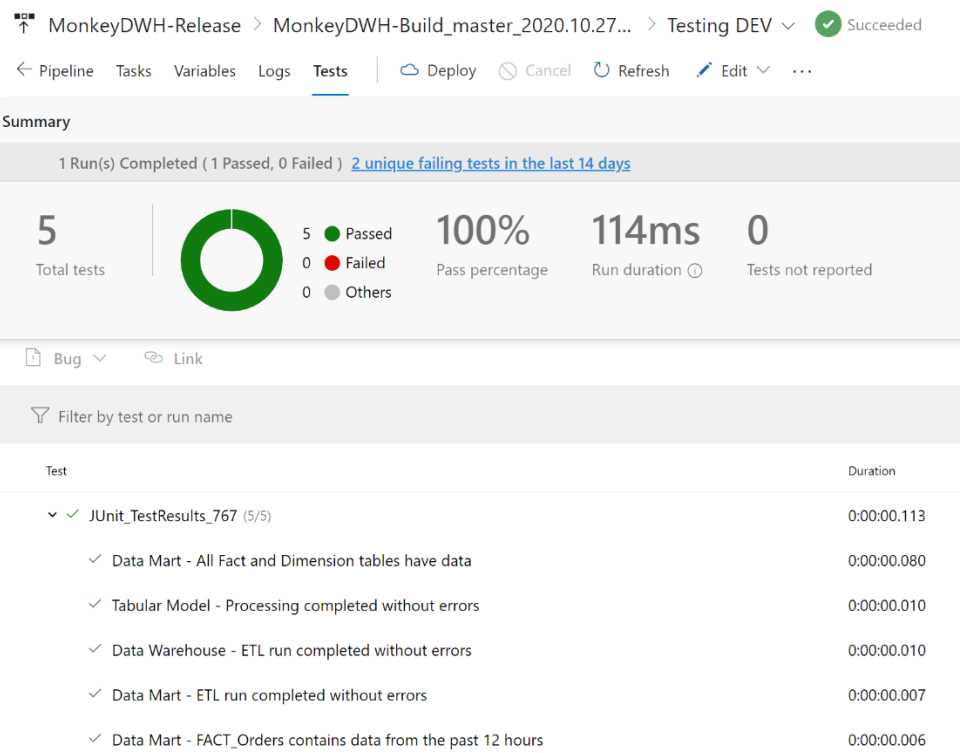 MonkeyDWH-Release > MonkeyDWH-Build_master_2020.10.27... > Testing DEV Succeeded
Pipeline Tasks Variables Logs Tests Deploy Cancel Refresh Edit ...
Summary
1 Run(s) Completed ( 1 Passed, 0 Failed ) 2 unique failing tests in the last 14 days
5 100% 114ms 0
Total tests Pass percentage Run duration Tests not reported
5 Passed
0 Failed
0 Others
Bug Link
Filter by test or run name
Test Duration
JUnit_TestResults_767 (5/5) 0:00:00.113
Data Mart - All Fact and Dimension tables have data 0:00:00.080
Tabular Model - Processing completed without errors 0:00:00.010
Data Warehouse - ETL run completed without errors 0:00:00.010
Data Mart - ETL run completed without errors 0:00:00.007
Data Mart - FACT_Orders contains data from the past 12 hours 0:00:00.006